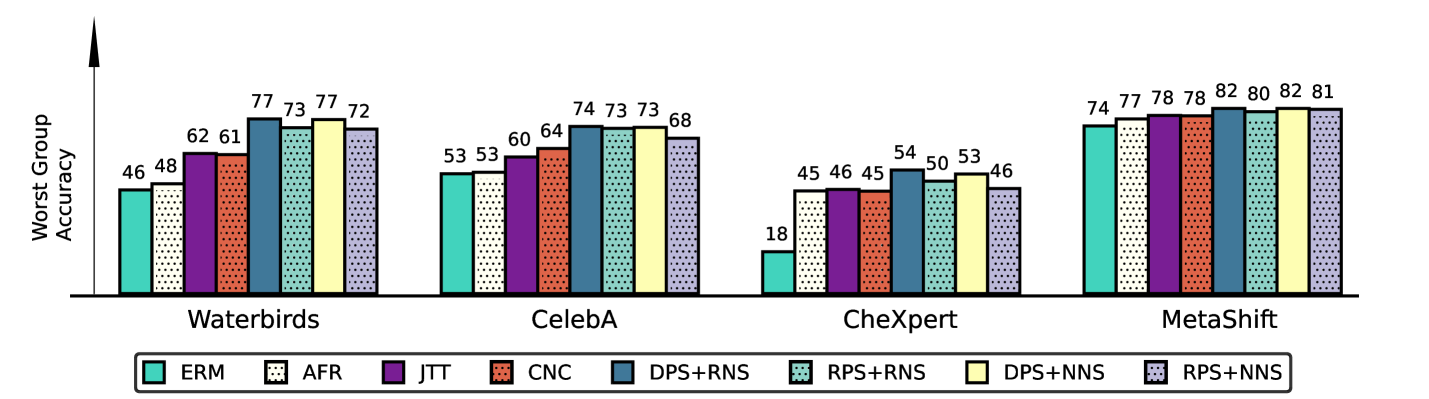 Worst Group
Accuracy
46 48 62 61 77 73 77 72
53 53 60 64 74 73 73 68
18 45 46 45 54 50 53 46
74 77 78 78 82 80 82 81
Waterbirds CelebA CheXpert MetaShift
ERM AFR JTT CNC DPS+RNS RPS+RNS DPS+NNS RPS+NNS